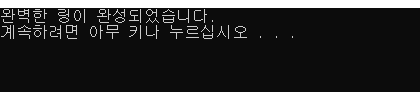 완벽한 링이 완성되었습니다.
계속하려면 아무 키나 누르십시오 . . .